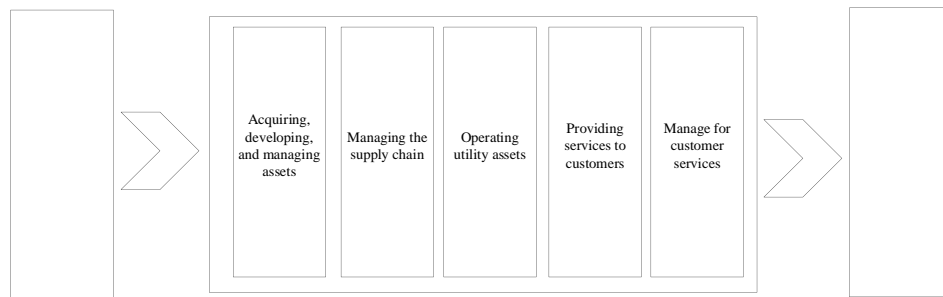 Acquiring,
developing,
and managing
assets
Managing the
supply chain
Operating
utility assets
Providing
services to
customers
Manage for
customer
services